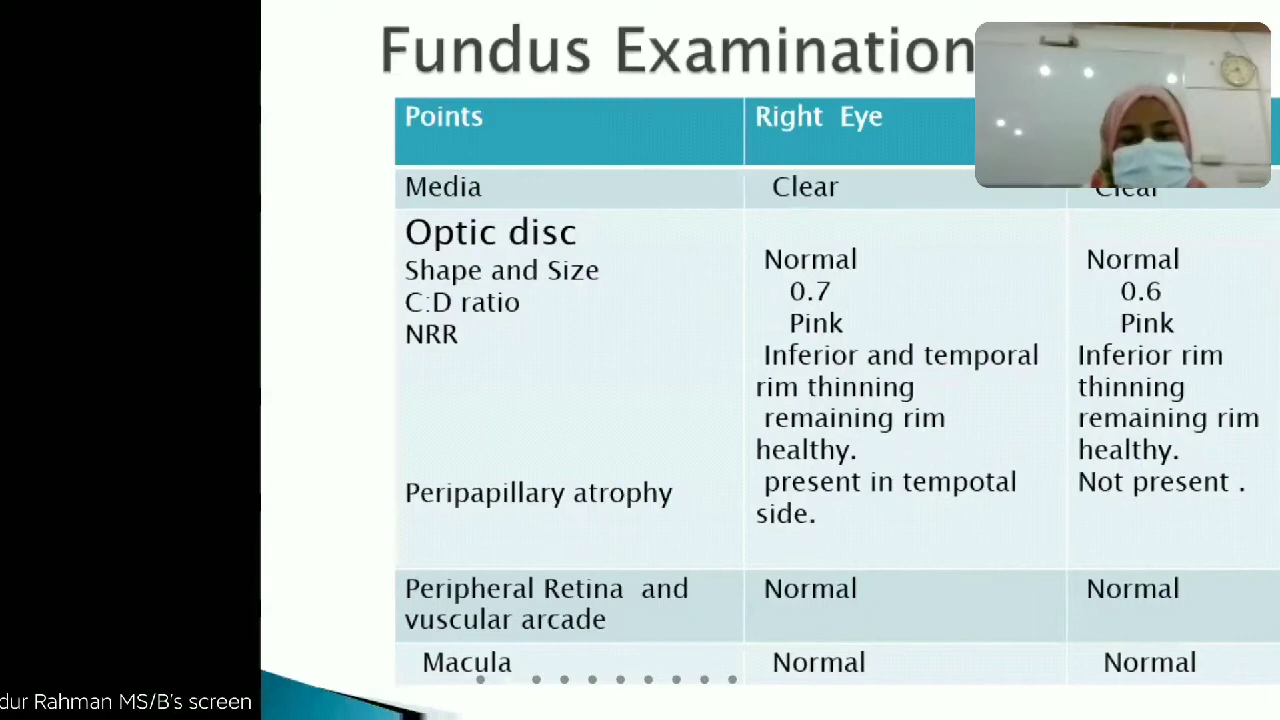 Fundus Examination
Points
Right Eye
Media
Clear
Clear
Optic disc
Shape and Size
C:D ratio
NRR
Peripapillary atrophy
Normal
0.7
Pink
Inferior and temporal
rim thinning
remaining rim
healthy.
present in tempotal
side.
Normal
0.6
Pink
Inferior rim
thinning
remaining rim
healthy.
Not present .
Peripheral Retina and
vuscular arcade
Normal
Normal
Macula
Normal
Normal
dur Rahman MS/B's screen